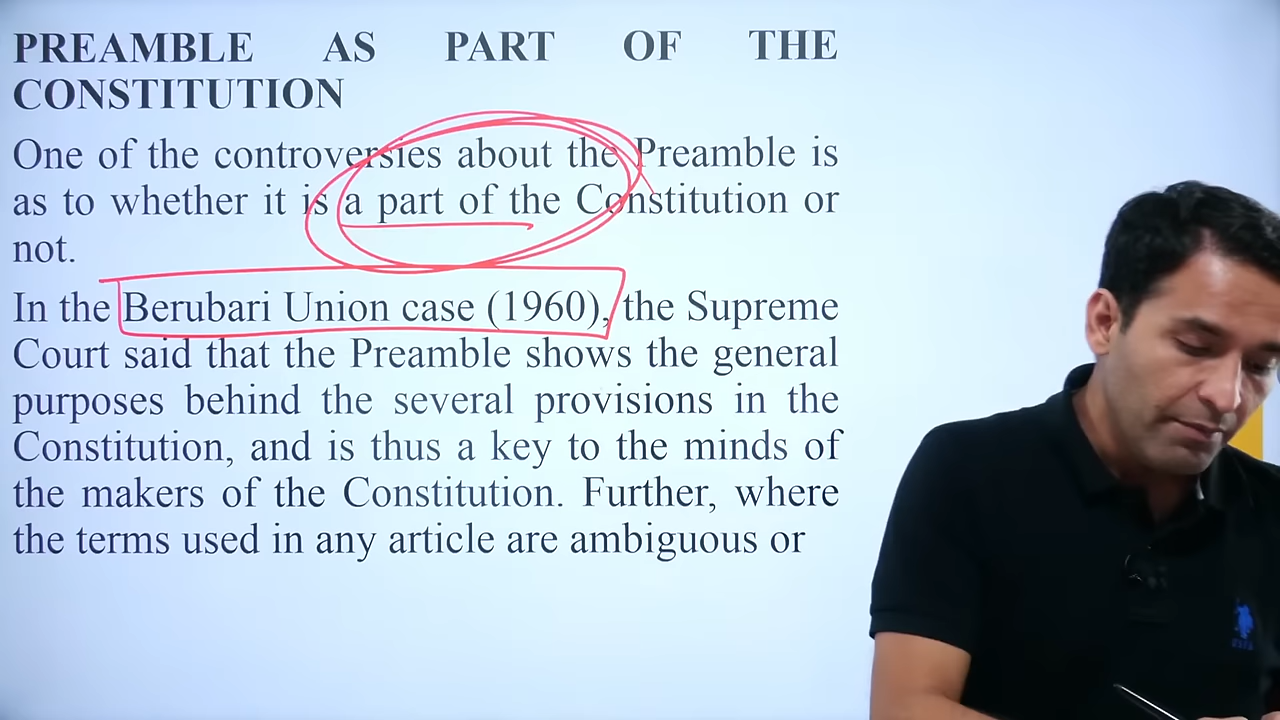 PREAMBLE AS PART OF THE
CONSTITUTION
One of the controversies about the Preamble is
as to whether it is a part of the Constitution or
not.
In the Berubari Union case (1960), the Supreme
Court said that the Preamble shows the general
purposes behind the several provisions in the
Constitution, and is thus a key to the minds of
the makers of the Constitution. Further, where
the terms used in any article are ambiguous or